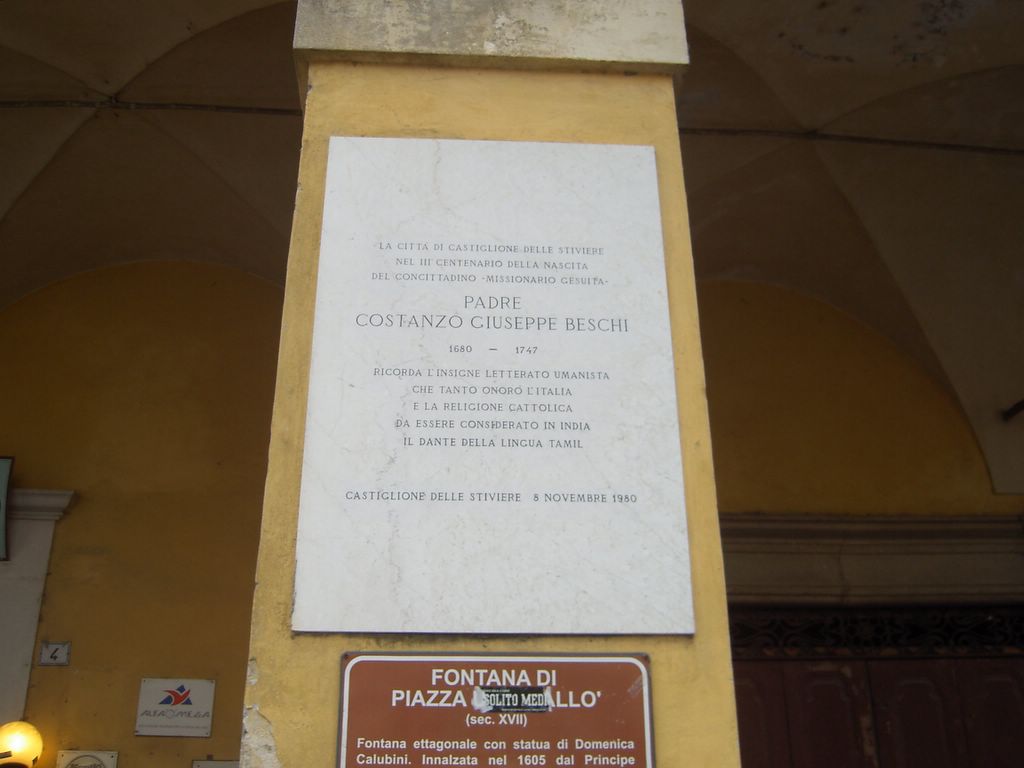 LA CITTÀ DI CASTIGLIONE DELLE STIVIERE
NEL III CENTENARIO DELLA NASCITA
DEL CONCITTADINO -MISSIONARIO GESUITA-
PADRE
COSTANZO GIUSEPPE BESCHI
1680 – 1747
RICORDA L'INSIGNE LETTERATO UMANISTA
CHE TANTO ONORÒ L'ITALIA
E LA RELIGIONE CATTOLICA
DA ESSERE CONSIDERATO IN INDIA
IL DANTE DELLA LINGUA TAMIL
CASTIGLIONE DELLE STIVIERE 8 NOVEMBRE 1980
FONTANA DI
PIAZZA
(sec. XVII)
Fontana ettagonale con statua di Domenica
Calubini. Innalzata nel 1605 dal Principe
4
ALFAOMEGA